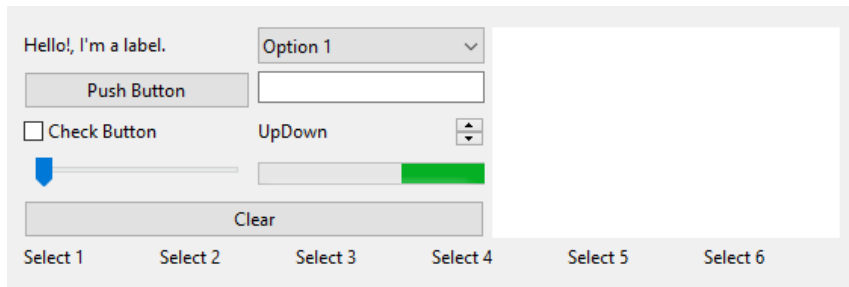 Hello!, I'm a label.
Option 1
Push Button
Check Button
UpDown
Clear
Select 1 Select 2 Select 3 Select 4 Select 5 Select 6